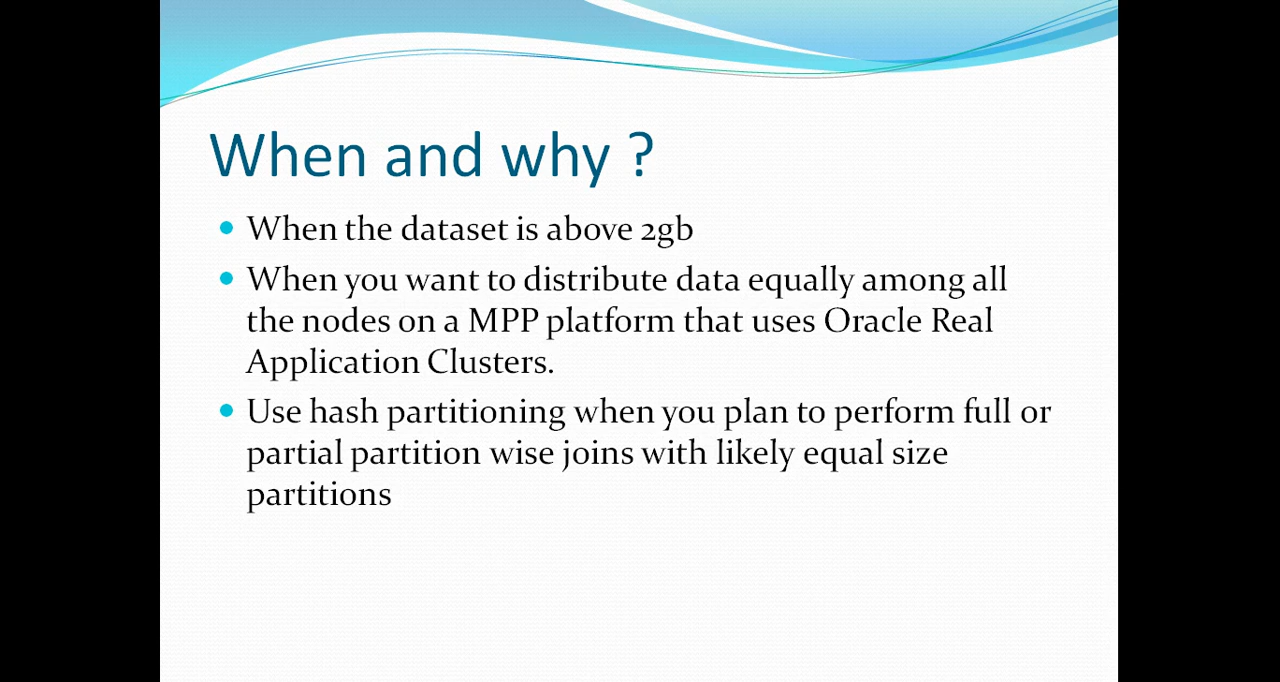 When and why ?
When the dataset is above 2gb
When you want to distribute data equally among all
the nodes on a MPP platform that uses Oracle Real
Application Clusters.
Use hash partitioning when you plan to perform full or
partial partition wise joins with likely equal size
partitions